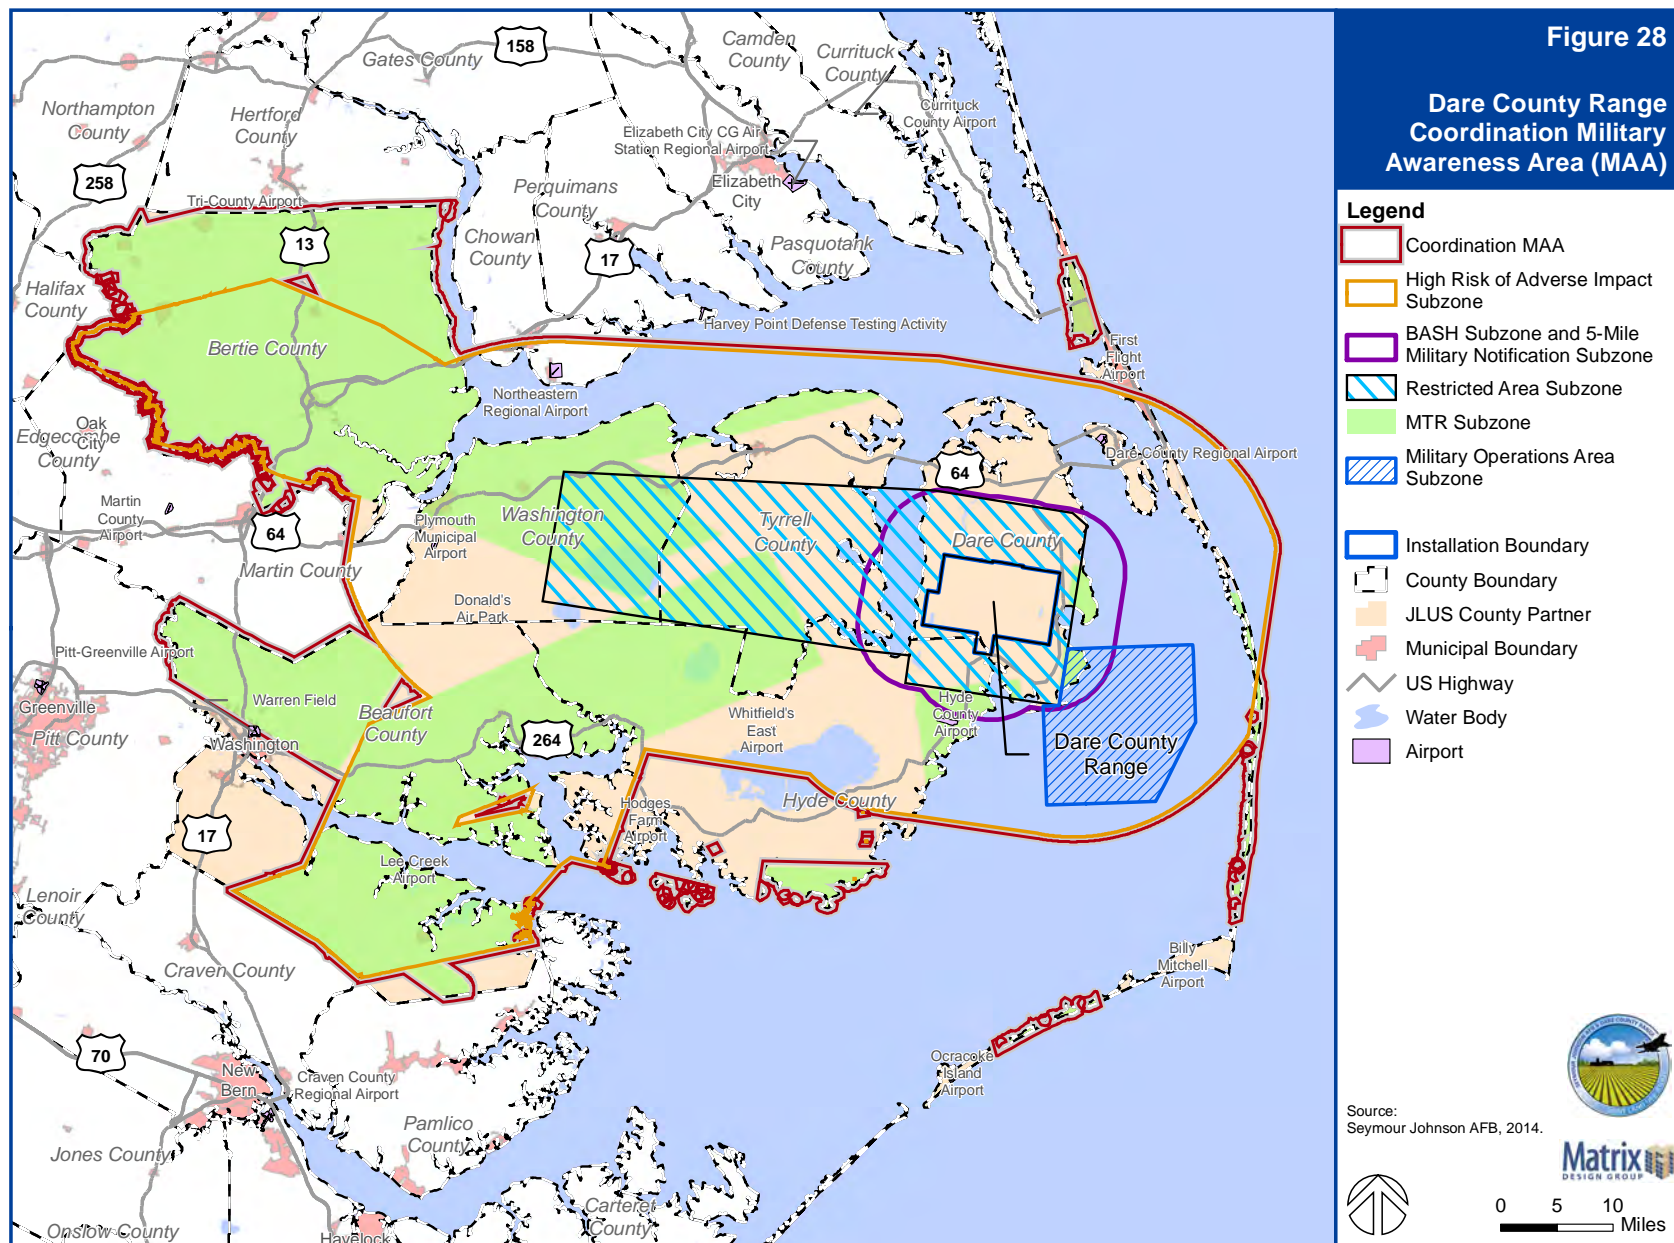 Figure 28
Dare County Range
Coordination Military
Awareness Area (MAA)
Legend
Coordination MAA
High Risk of Adverse Impact
Subzone
BASH Subzone and 5-Mile
Military Notification Subzone
Restricted Area Subzone
MTR Subzone
Military Operations Area
Subzone
Installation Boundary
County Boundary
JLUS County Partner
Municipal Boundary
US Highway
Water Body
Airport
Source:
Seymour Johnson AFB, 2014.
Matrix
DESIGN GROUP
0 5 10
Miles
158
Gates County
Camden
County
Currituck
County
Northampton
County
Hertford
County
Currituck
County Airport
Elizabeth City CG Air
Station Regional Airport
258
Elizabeth
City
Perquimans
County
Tri-County Airport
13
Chowan
County
17
Pasquotank
County
Halifax
County
Harvey Point Defense Testing Activity
Bertie County
First
Flight
Airport
Northeastern
Regional Airport
Oak
City
Edgecombe
County
Dare County Regional Airport
64
Martin
County
Airport
64
Plymouth
Municipal
Airport
Washington
County
Tyrrell
County
Dare County
Martin County
Donald's
Air Park
Pitt-Greenville Airport
Warren Field
Greenville
Pitt County
Beaufort
County
Washington
264
Whitfield's
East
Airport
Hyde
County
Airport
Dare County
Range
Hyde County
Hodges
Farm
Airport
17
Lee Creek
Airport
Lenoir
County
Craven County
Billy
Mitchell
Airport
70
New
Bern
Craven County
Regional Airport
Ocracoke
Island
Airport
Pamlico
County
Jones County
Carteret
County
Onslow County
Havelock